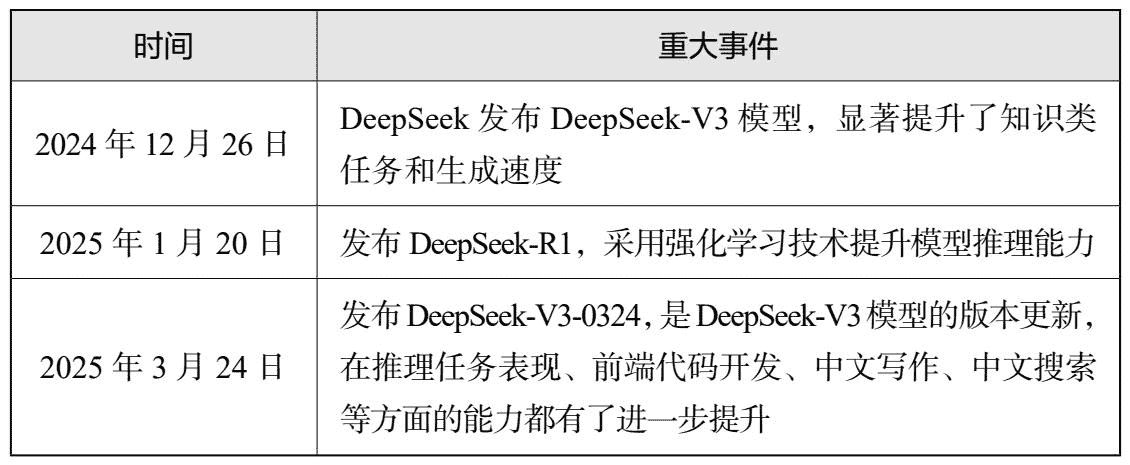 时间
重大事件
2024 年 12 月 26 日
DeepSeek 发布 DeepSeek-V3 模型，显著提升了知识类
任务和生成速度
2025 年 1 月 20 日
发布 DeepSeek-R1，采用强化学习技术提升模型推理能力
2025 年 3 月 24 日
发布 DeepSeek-V3-0324，是 DeepSeek-V3 模型的版本更新，
在推理任务表现、前端代码开发、中文写作、中文搜索
等方面的能力都有了进一步提升